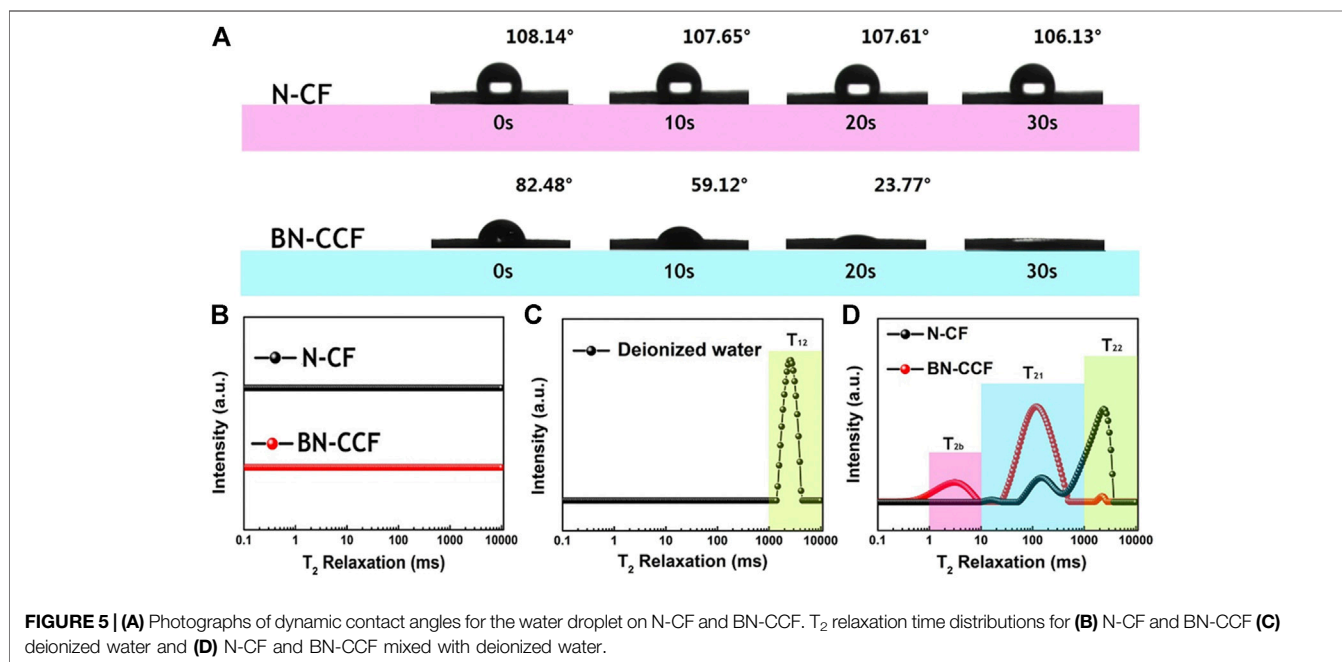 A
108.14° 107.65° 107.61° 106.13°
N-CF
0s 10s 20s 30s
82.48° 59.12° 23.77°
BN-CCF
0s 10s 20s 30s
B
N-CF
BN-CCF
Intensity (a.u.)
0.1 1 10 100 1000 10000
T₂ Relaxation (ms)
C
Deionized water
T₁₂
Intensity (a.u.)
0.1 1 10 100 1000 10000
T₂ Relaxation (ms)
D
N-CF
BN-CCF
T₂b
T₂₁
T₂₂
Intensity (a.u.)
0.1 1 10 100 1000 10000
T₂ Relaxation (ms)
FIGURE 5 | (A) Photographs of dynamic contact angles for the water droplet on N-CF and BN-CCF. T₂ relaxation time distributions for (B) N-CF and BN-CCF (C)
deionized water and (D) N-CF and BN-CCF mixed with deionized water.